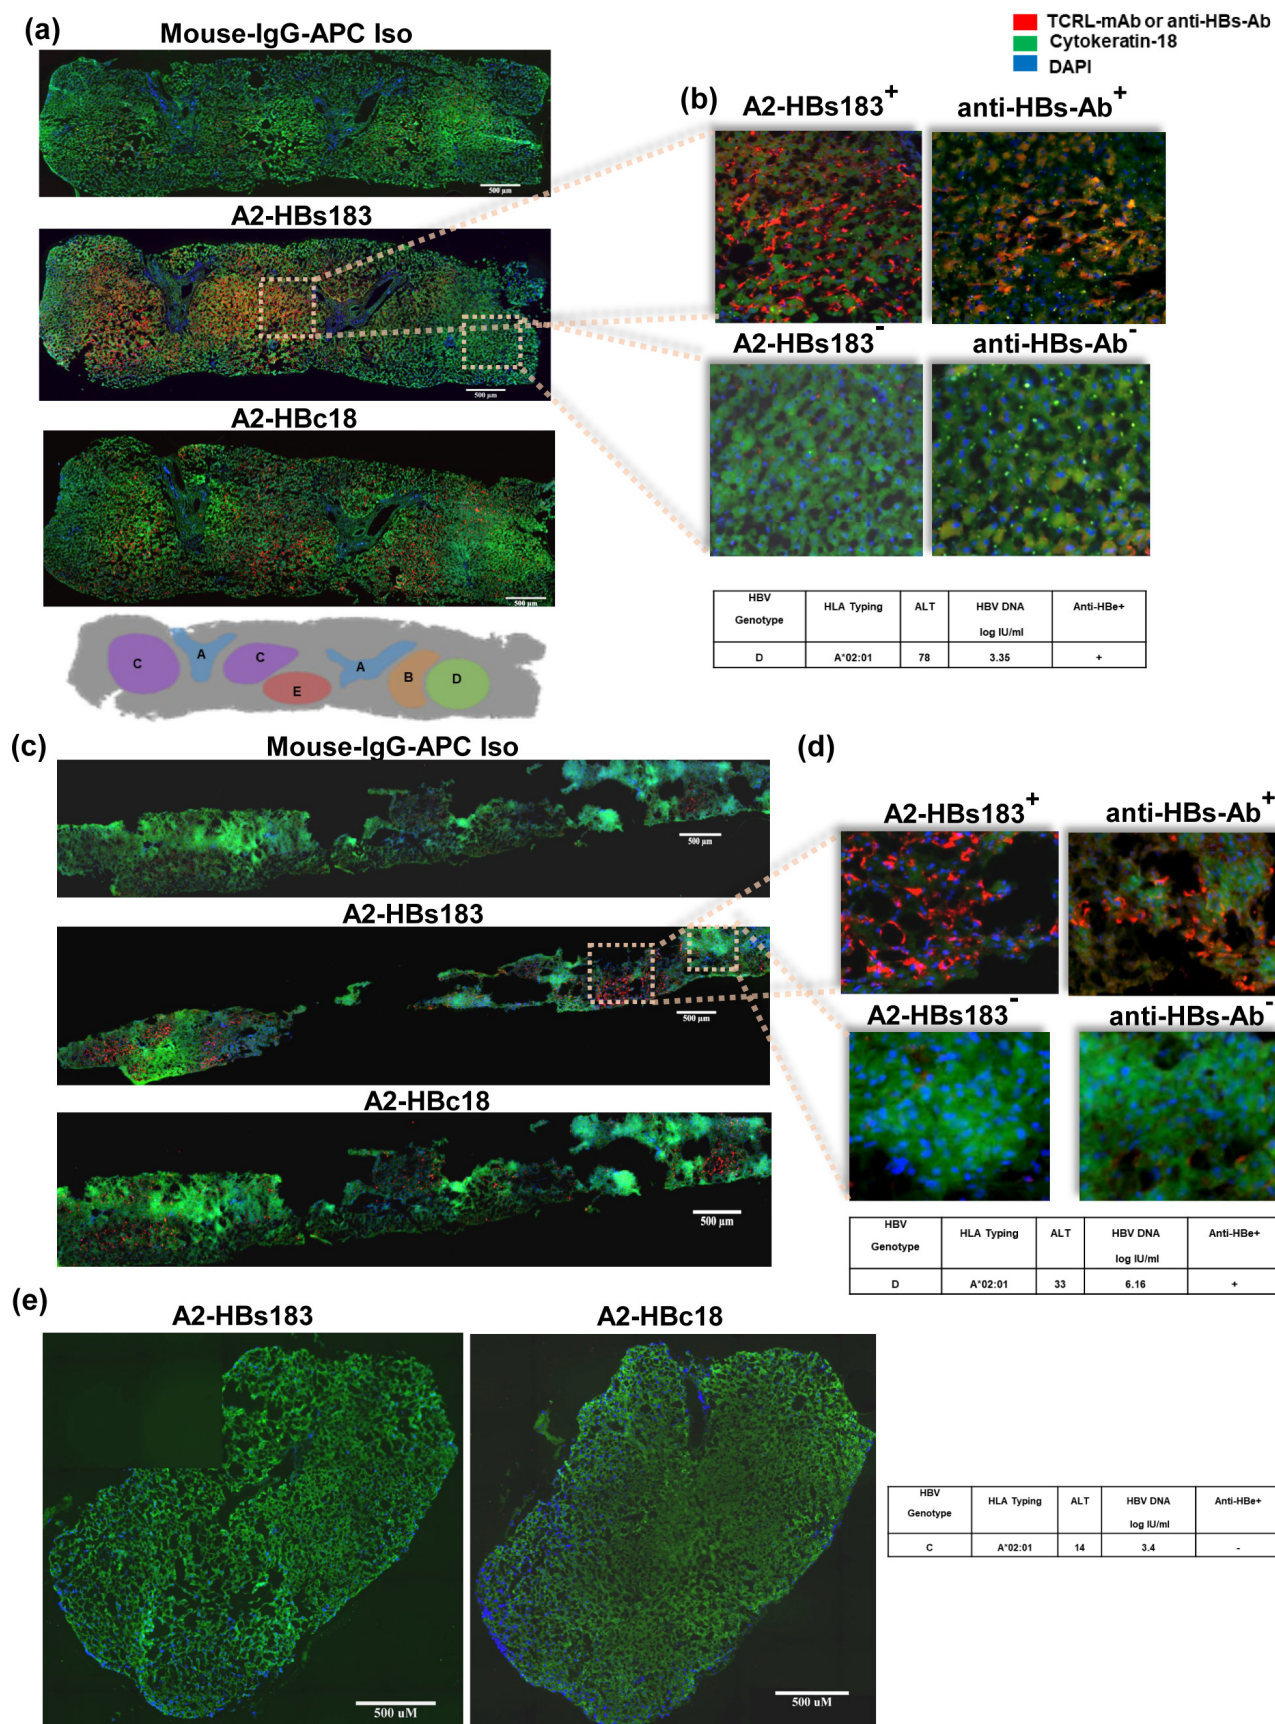 (a)
Mouse-IgG-APC Iso
TCRL-mAb or anti-HBs-Ab
Cytokeratin-18
DAPI
500 µm
(b)
A2-HBs183+
anti-HBs-Ab+
A2-HBs183
500 µm
A2-HBs183-
anti-HBs-Ab-
A2-HBc18
500 µm
C
A
C
E
A
B
D
HBV Genotype HLA Typing ALT HBV DNA log IU/ml Anti-HBe+
D A*02:01 78 3.35 +
(c)
Mouse-IgG-APC Iso
500 µm
A2-HBs183
500 µm
A2-HBc18
500 µm
(d)
A2-HBs183+
anti-HBs-Ab+
A2-HBs183-
anti-HBs-Ab-
HBV Genotype HLA Typing ALT HBV DNA log IU/ml Anti-HBe+
D A*02:01 33 6.16 +
(e)
A2-HBs183
500 uM
A2-HBc18
500 uM
HBV Genotype HLA Typing ALT HBV DNA log IU/ml Anti-HBe+
C A*02:01 14 3.4 -